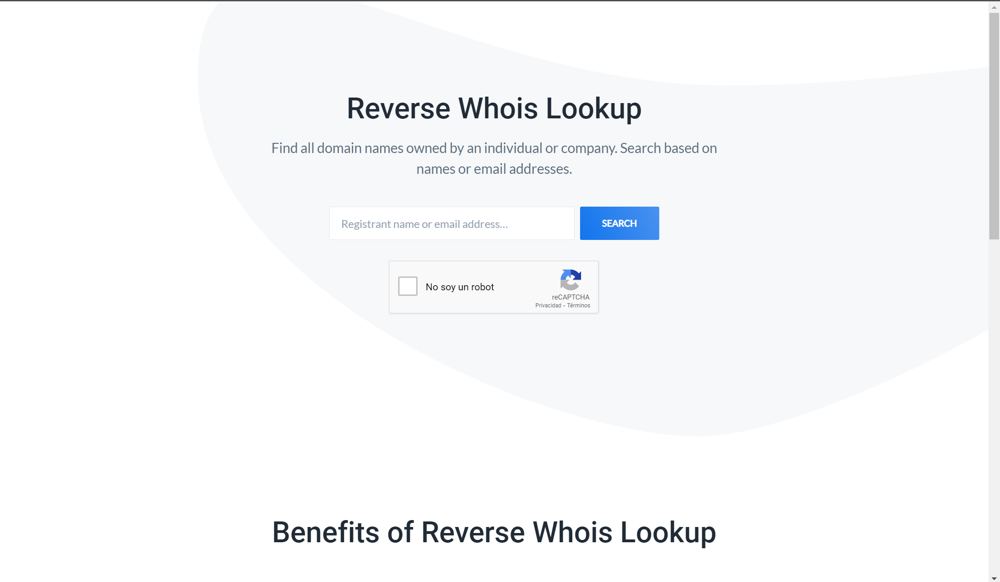 Reverse Whois Lookup
Find all domain names owned by an individual or company. Search based on
names or email addresses.
Registrant name or email address...
SEARCH
No soy un robot
reCAPTCHA
Privacidad - Términos
Benefits of Reverse Whois Lookup